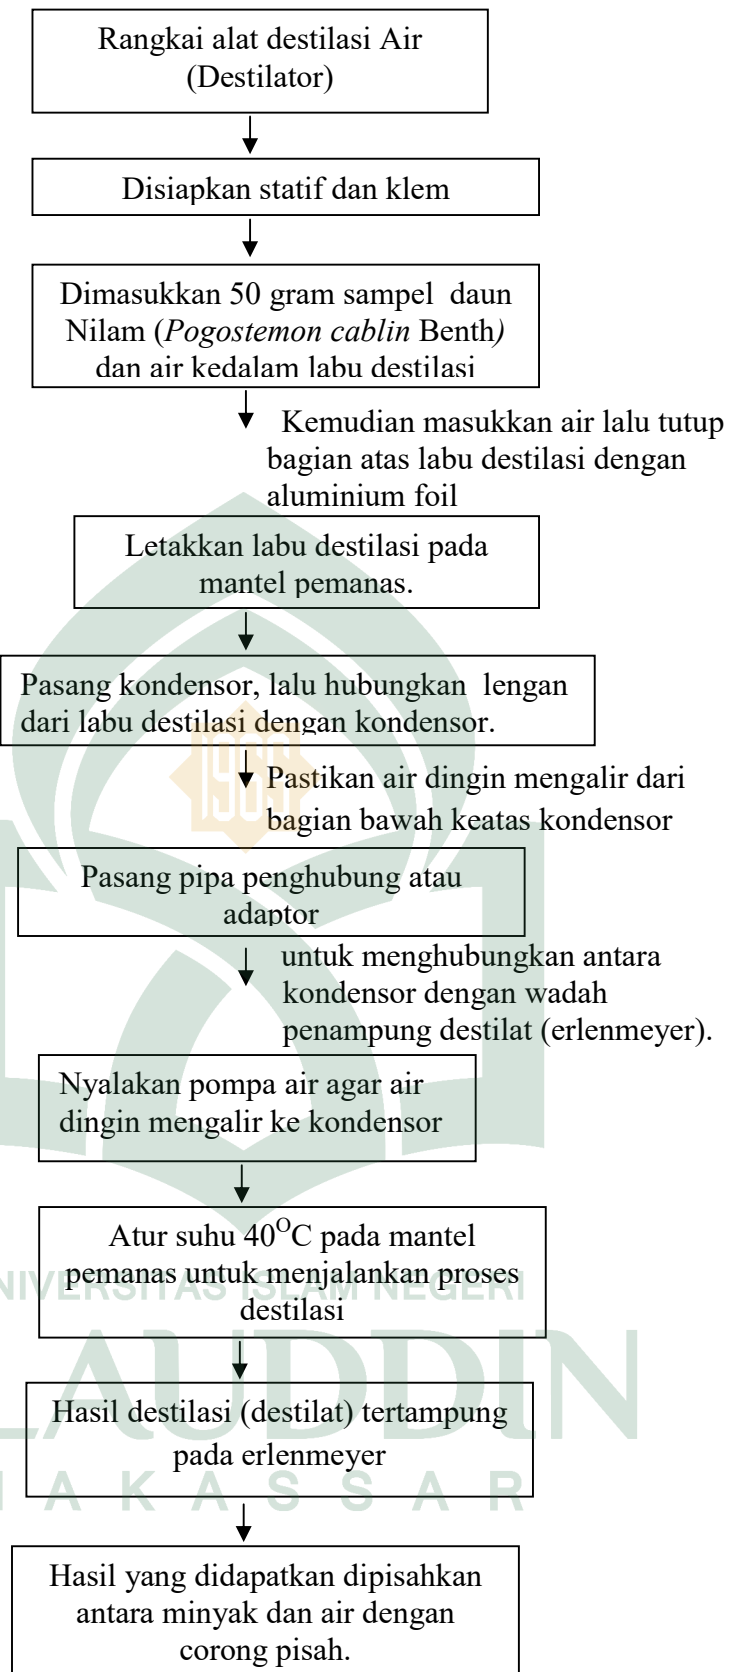 Rangkai alat destilasi Air
(Destilator)
Disiapkan statif dan klem
Dimasukkan 50 gram sampel daun
Nilam (Pogostemon cablin Benth)
dan air kedalam labu destilasi
Kemudian masukkan air lalu tutup
bagian atas labu destilasi dengan
aluminium foil
Letakkan labu destilasi pada
mantel pemanas.
Pasang kondensor, lalu hubungkan lengan
dari labu destilasi dengan kondensor.
Pastikan air dingin mengalir dari
bagian bawah keatas kondensor
Pasang pipa penghubung atau
adaptor
untuk menghubungkan antara
kondensor dengan wadah
penampung destilat (erlenmeyer).
Nyalakan pompa air agar air
dingin mengalir ke kondensor
Atur suhu 40°C pada mantel
pemanas untuk menjalankan proses
destilasi
NIVERSITAS ISLAM NEGERI
LAUDDIN
Hasil destilasi (destilat) tertampung
pada erlenmeyer
M A K A S S A R
Hasil yang didapatkan dipisahkan
antara minyak dan air dengan
corong pisah.